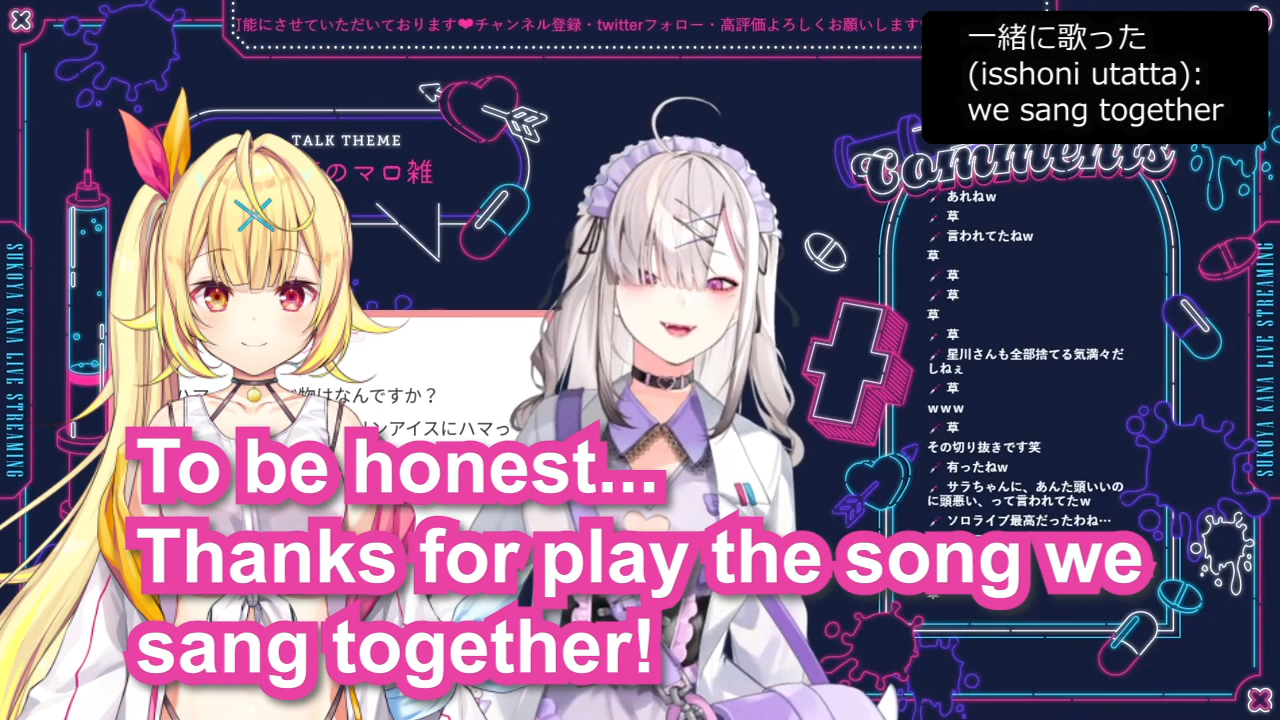 可能にさせていただいております❤チャンネル登録・twitterフォロー・高評価よろしくお願いします
一緒に歌った
(isshoni utatta):
we sang together
TALK THEME
のマロ雑
Comments
あれねw
草
言われてたねw
草
草
草
草
草
星川さんも全部捨てる気満々だ
しねぇ
草
www
草
その切り抜きです笑
有ったねw
サラちゃんに、あんた頭いいの
に頭悪い、って言われてたw
ソロライブ最高だったわね…
物はなんですか？
ンアイスにハマっ
SUKOYA KANA LIVE STREAMING
SUKOYA KANA LIVE STREAMING
To be honest...
Thanks for play the song we
sang together!